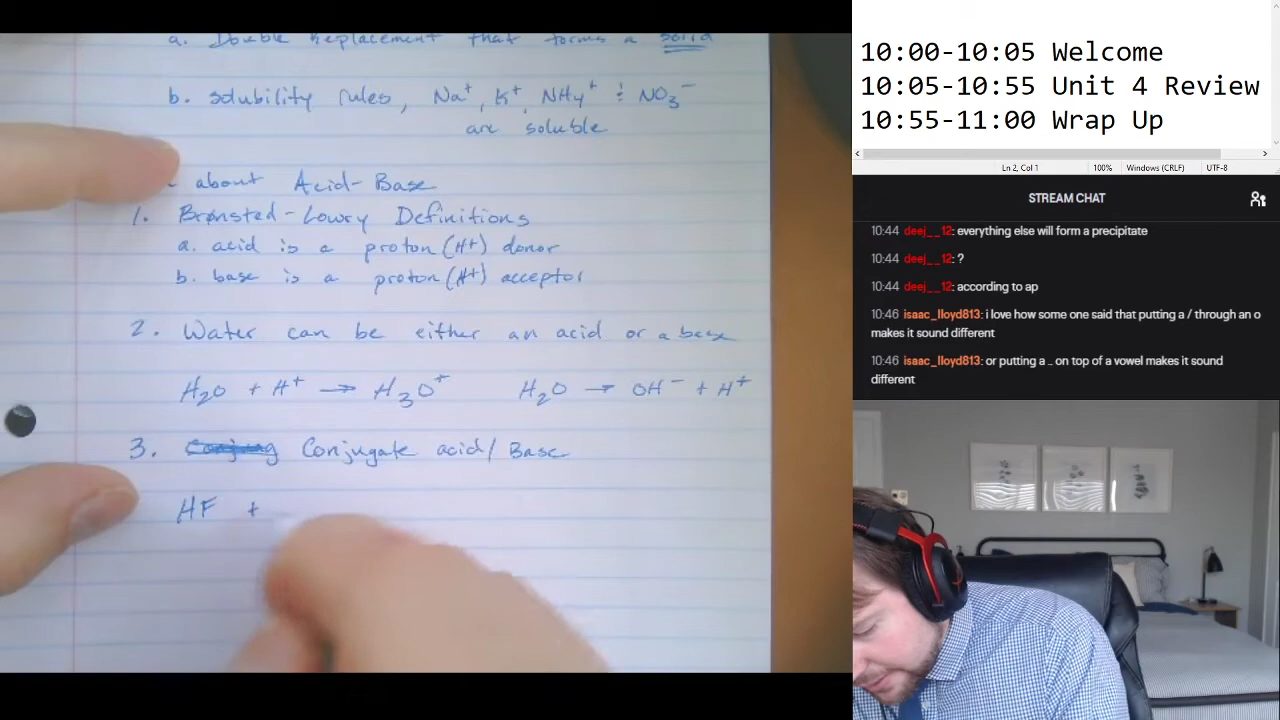 a. Double Replacement that forms a solid
b. solubility rules, Na⁺, K⁺, NH4⁺ & NO3⁻
are soluble
about Acid-Base
1. Brønsted-Lowry Definitions
a. acid is a proton (H⁺) donor
b. base is a proton (H⁺) acceptor
2. Water can be either an acid or a base
H2O + H⁺ → H3O⁺ H2O → OH⁻ + H⁺
3. Conjugate acid/Base
HF +
10:00-10:05 Welcome
10:05-10:55 Unit 4 Review
10:55-11:00 Wrap Up
Ln 2, Col 1 100% Windows (CRLF) UTF-8
STREAM CHAT
10:44 deej__12: everything else will form a precipitate
10:44 deej__12: ?
10:44 deej__12: according to ap
10:46 isaac_lloyd813: i love how some one said that putting a / through an o
makes it sound different
10:46 isaac_lloyd813: or putting a .. on top of a vowel makes it sound
different